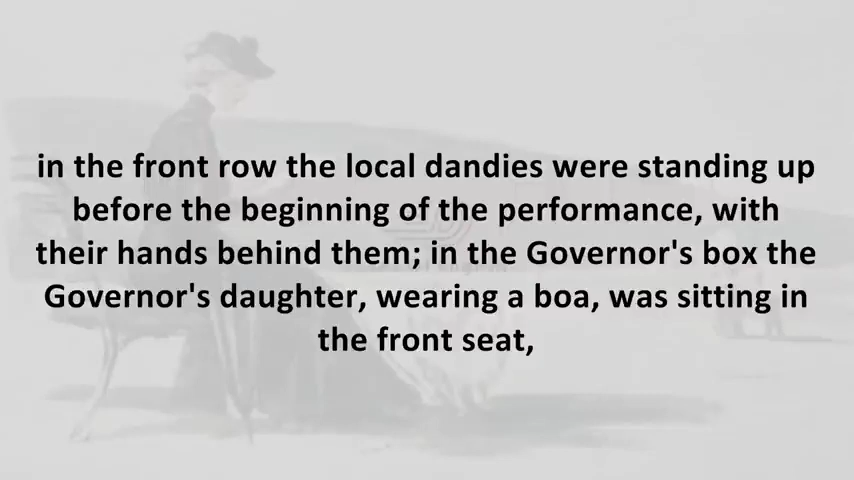 in the front row the local dandies were standing up
before the beginning of the performance, with
their hands behind them; in the Governor's box the
Governor's daughter, wearing a boa, was sitting in
the front seat,